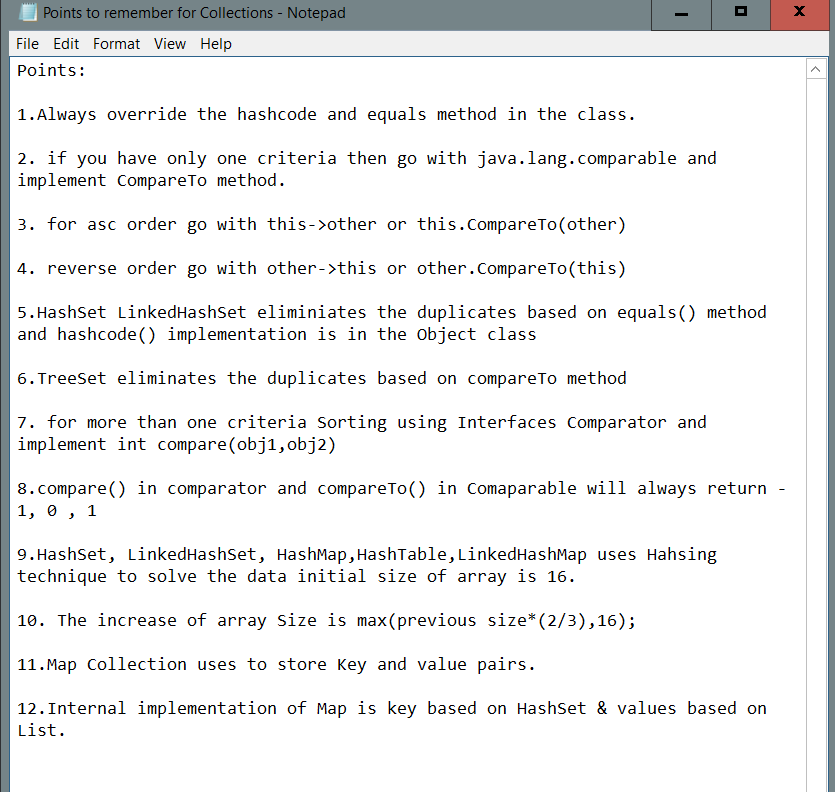 Points to remember for Collections - Notepad
File Edit Format View Help
Points:
1.Always override the hashcode and equals method in the class.
2. if you have only one criteria then go with java.lang.comparable and
implement CompareTo method.
3. for asc order go with this->other or this.CompareTo(other)
4. reverse order go with other->this or other.CompareTo(this)
5.HashSet LinkedHashSet eliminiates the duplicates based on equals() method
and hashcode() implementation is in the Object class
6.TreeSet eliminates the duplicates based on compareTo method
7. for more than one criteria Sorting using Interfaces Comparator and
implement int compare(obj1,obj2)
8.compare() in comparator and compareTo() in Comaparable will always return -
1, 0 , 1
9.HashSet, LinkedHashSet, HashMap,HashTable,LinkedHashMap uses Hahsing
technique to solve the data initial size of array is 16.
10. The increase of array Size is max(previous size*(2/3),16);
11.Map Collection uses to store Key and value pairs.
12.Internal implementation of Map is key based on HashSet & values based on
List.